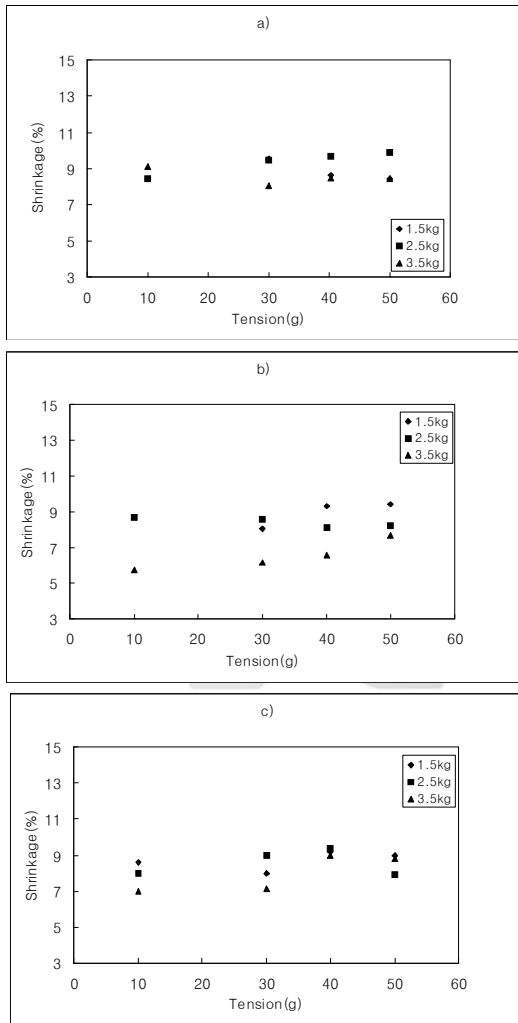 a)
15
13
11
9
7
5
3
Shrinkage(%)
1.5kg
2.5kg
3.5kg
0 10 20 30 40 50 60
Tension(g)
b)
15
13
11
9
7
5
3
Shrinkage(%)
1.5kg
2.5kg
3.5kg
0 10 20 30 40 50 60
Tension(g)
c)
15
13
11
9
7
5
3
Shrinkage(%)
1.5kg
2.5kg
3.5kg
0 10 20 30 40 50 60
Tension(g)